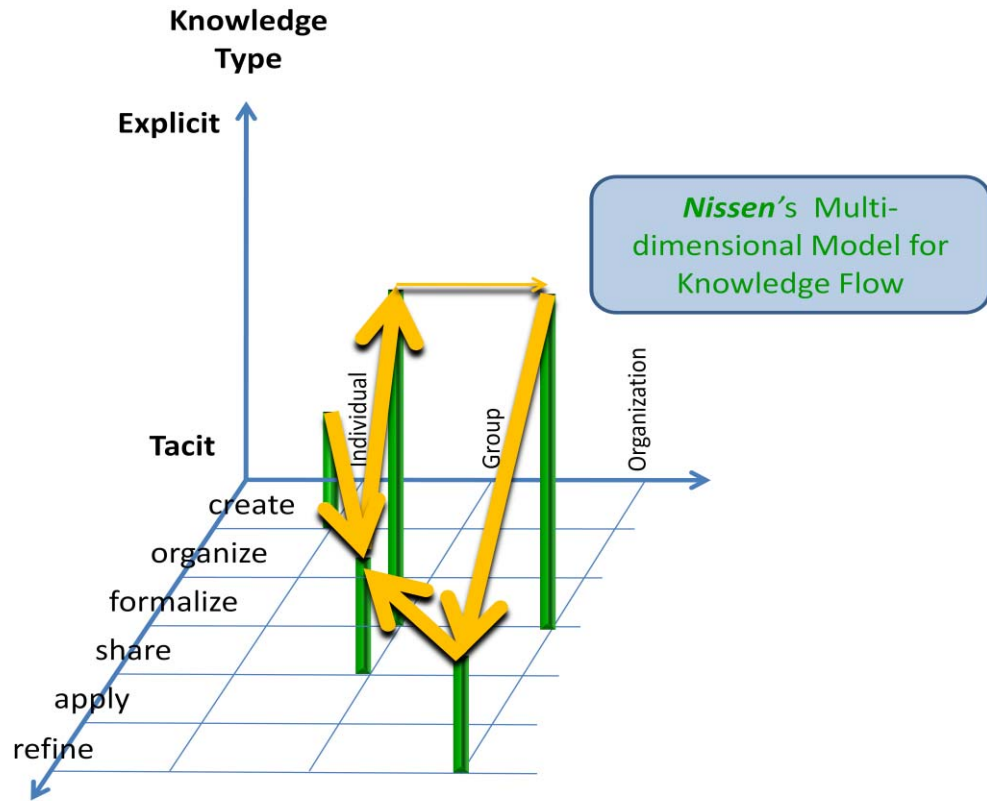 Knowledge
Type
Explicit
Nissen’s Multi-
dimensional Model for
Knowledge Flow
Individual
Group
Organization
Tacit
create
organize
formalize
share
apply
refine